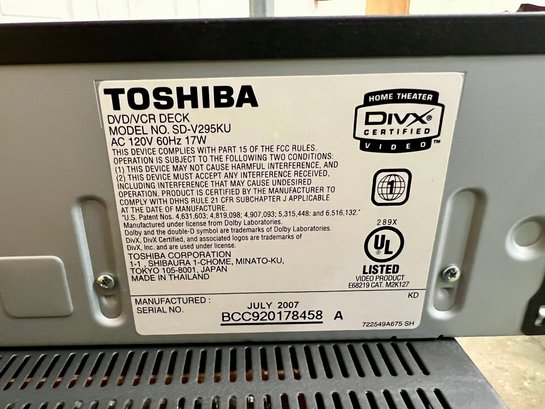 TOSHIBA
DVD/VCR DECK
MODEL NO. SD-V295KU
AC 120V 60Hz 17W
THIS DEVICE COMPLIES WITH PART 15 OF THE FCC RULES.
OPERATION IS SUBJECT TO THE FOLLOWING TWO CONDITIONS:
(1) THIS DEVICE MAY NOT CAUSE HARMFUL INTERFERENCE, AND
(2) THIS DEVICE MUST ACCEPT ANY INTERFERENCE RECEIVED,
INCLUDING INTERFERENCE THAT MAY CAUSE UNDESIRED
OPERATION. PRODUCT IS CERTIFIED BY THE MANUFACTURER TO
COMPLY WITH DHHS RULE 21 CFR SUBCHAPTER J APPLICABLE
AT THE DATE OF MANUFACTURE.
"U.S. Patent Nos. 4,631,603; 4,819,098; 4,907,093; 5,315,448; and 6,516,132."
Manufactured under license from Dolby Laboratories.
Dolby and the double-D symbol are trademarks of Dolby Laboratories.
DivX, DivX Certified, and associated logos are trademarks of
DivX, Inc. and are used under license.
TOSHIBA CORPORATION
1-1, SHIBAURA 1-CHOME, MINATO-KU,
TOKYO 105-8001, JAPAN
MADE IN THAILAND
HOME THEATER
DIVX
CERTIFIED
VIDEO
1
289X
UL
LISTED
VIDEO PRODUCT
E68219 CAT. M2K127
KD
MANUFACTURED : JULY 2007
SERIAL NO. BCC920178458 A
722549A675 SH